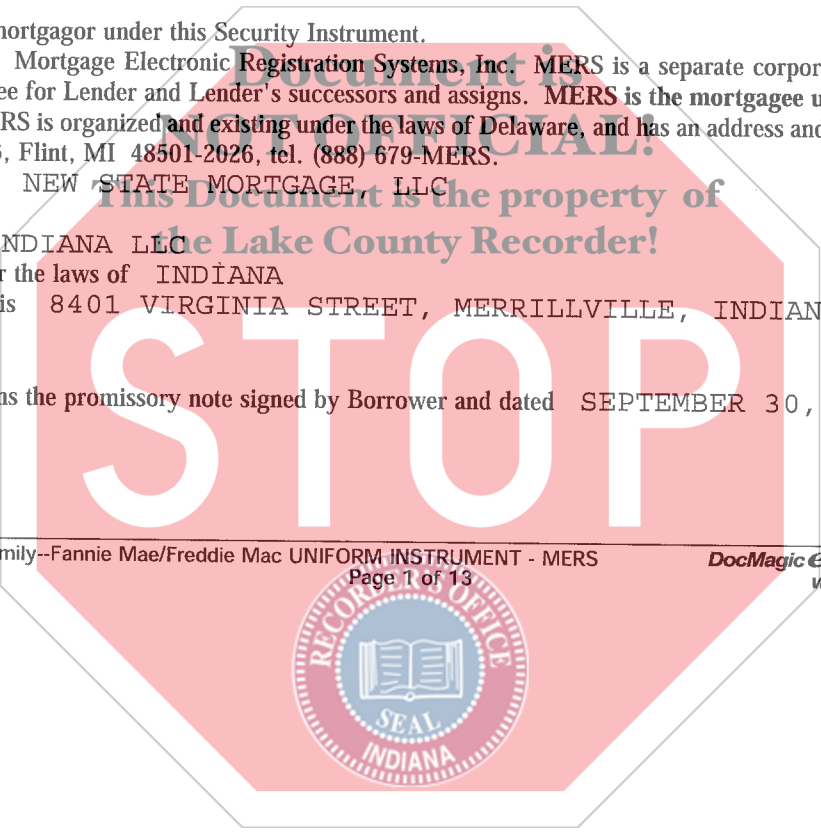 mortgagor under this Security Instrument.
Document is
Mortgage Electronic Registration Systems, Inc. MERS is a separate corpor
ee for Lender and Lender's successors and assigns. MERS is the mortgagee u
NOT OFFICIAL!
RS is organized and existing under the laws of Delaware, and has an address and
, Flint, MI 48501-2026, tel. (888) 679-MERS.
NEW STATE MORTGAGE, LLC
This Document is the property of
the Lake County Recorder!
NDIANA LLC
r the laws of INDIANA
is 8401 VIRGINIA STREET, MERRILLVILLE, INDIAN
STOP
ns the promissory note signed by Borrower and dated SEPTEMBER 30,
mily--Fannie Mae/Freddie Mac UNIFORM INSTRUMENT - MERS DocMagic
Page 1 of 13
RECORDER'S OFFICE
SEAL
INDIANA